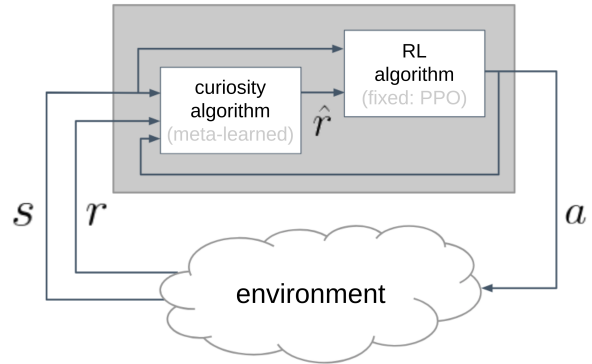 RL
algorithm
(fixed: PPO)
curiosity
algorithm
(meta-learned)
r̂
s
r
a
environment